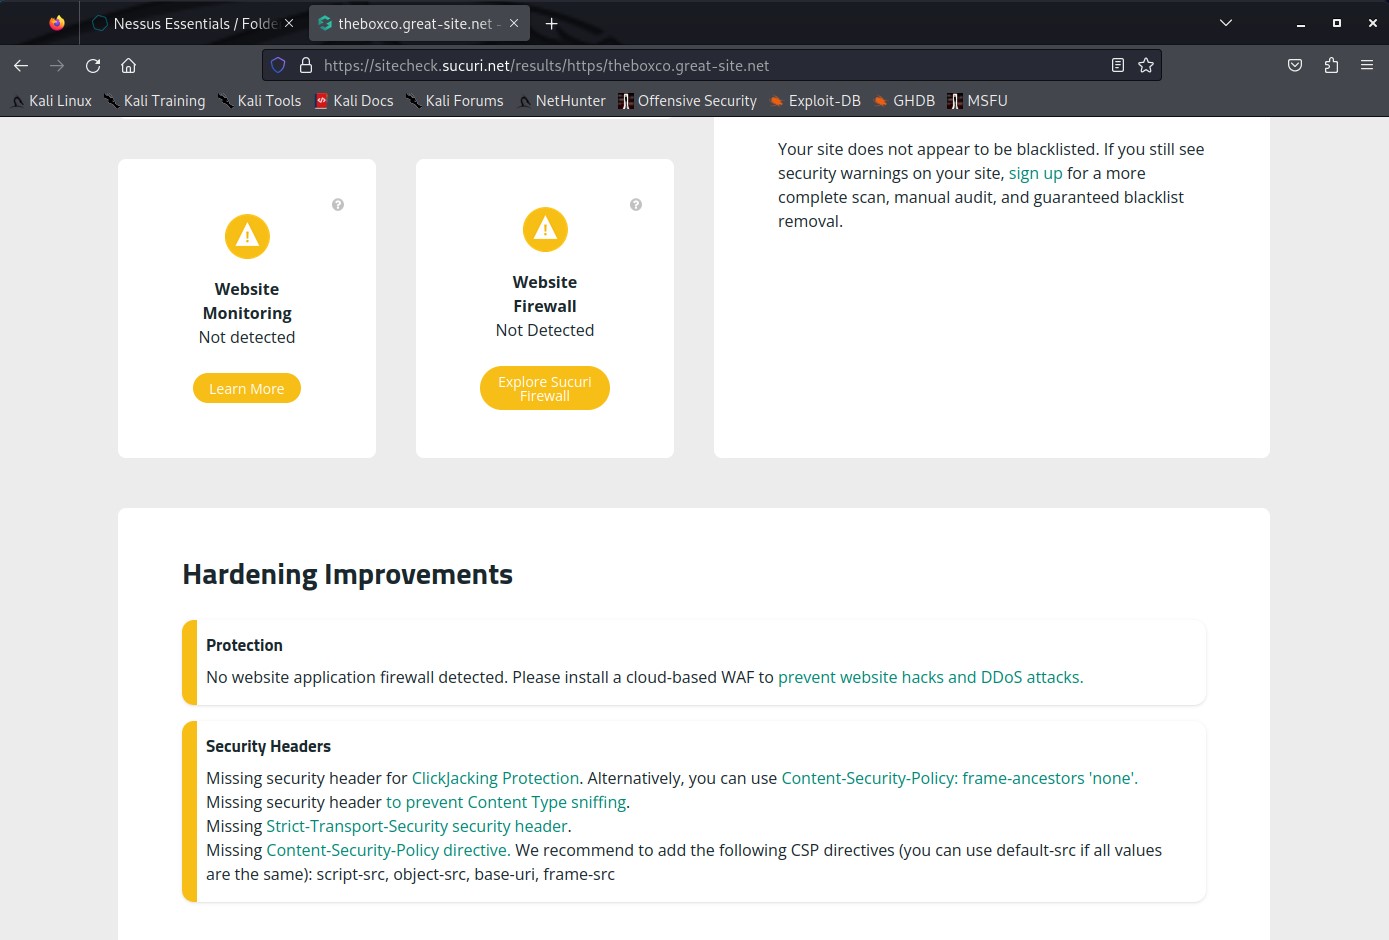 Nessus Essentials / Folde
theboxco.great-site.net -
https://sitecheck.sucuri.net/results/https/theboxco.great-site.net
Kali Linux Kali Training Kali Tools Kali Docs Kali Forums NetHunter Offensive Security Exploit-DB GHDB MSFU
Your site does not appear to be blacklisted. If you still see
security warnings on your site, sign up for a more
complete scan, manual audit, and guaranteed blacklist
removal.
?
Website
Monitoring
Not detected
Learn More
?
Website
Firewall
Not Detected
Explore Sucuri
Firewall
Hardening Improvements
Protection
No website application firewall detected. Please install a cloud-based WAF to prevent website hacks and DDoS attacks.
Security Headers
Missing security header for ClickJacking Protection. Alternatively, you can use Content-Security-Policy: frame-ancestors 'none'.
Missing security header to prevent Content Type sniffing.
Missing Strict-Transport-Security security header.
Missing Content-Security-Policy directive. We recommend to add the following CSP directives (you can use default-src if all values
are the same): script-src, object-src, base-uri, frame-src